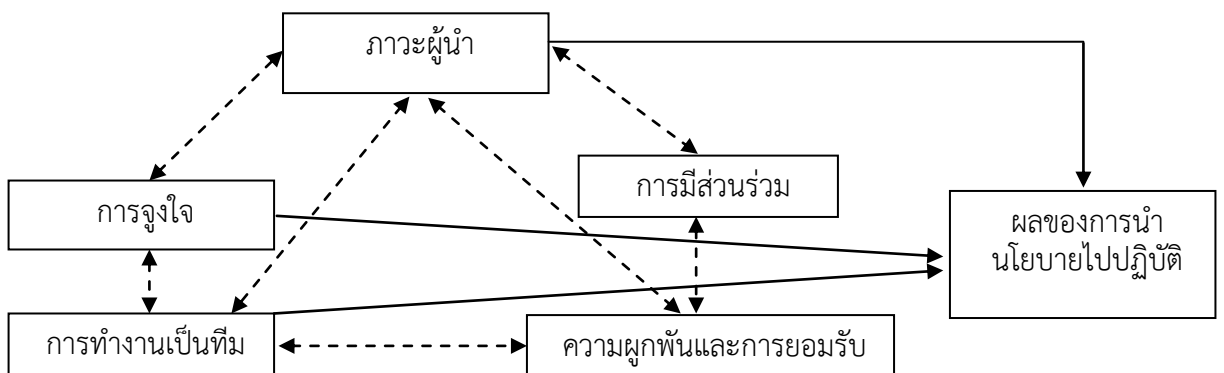 ภาวะผู้นำ
การมีส่วนร่วม
การจูงใจ
ผลของการนำ
นโยบายไปปฏิบัติ
การทำงานเป็นทีม
ความผูกพันและการยอมรับ